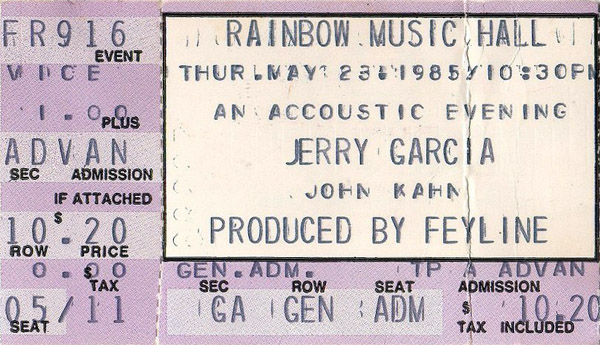 FR916
EVENT
VICE
1.00
PLUS
ADVAN
SEC ADMISSION
IF ATTACHED
$
10.20
ROW PRICE
0.00
$
TAX
05/11
SEAT
RAINBOW MUSIC HALL
THUR.MAY 23.1985/10:30PM
AN ACCOUSTIC EVENING
JERRY GARCIA
JOHN KAHN
PRODUCED BY FEYLINE
GEN.ADM. TP A ADVAN
SEC ROW SEAT ADMISSION
GA GEN ADM $ 10.20
TAX INCLUDED